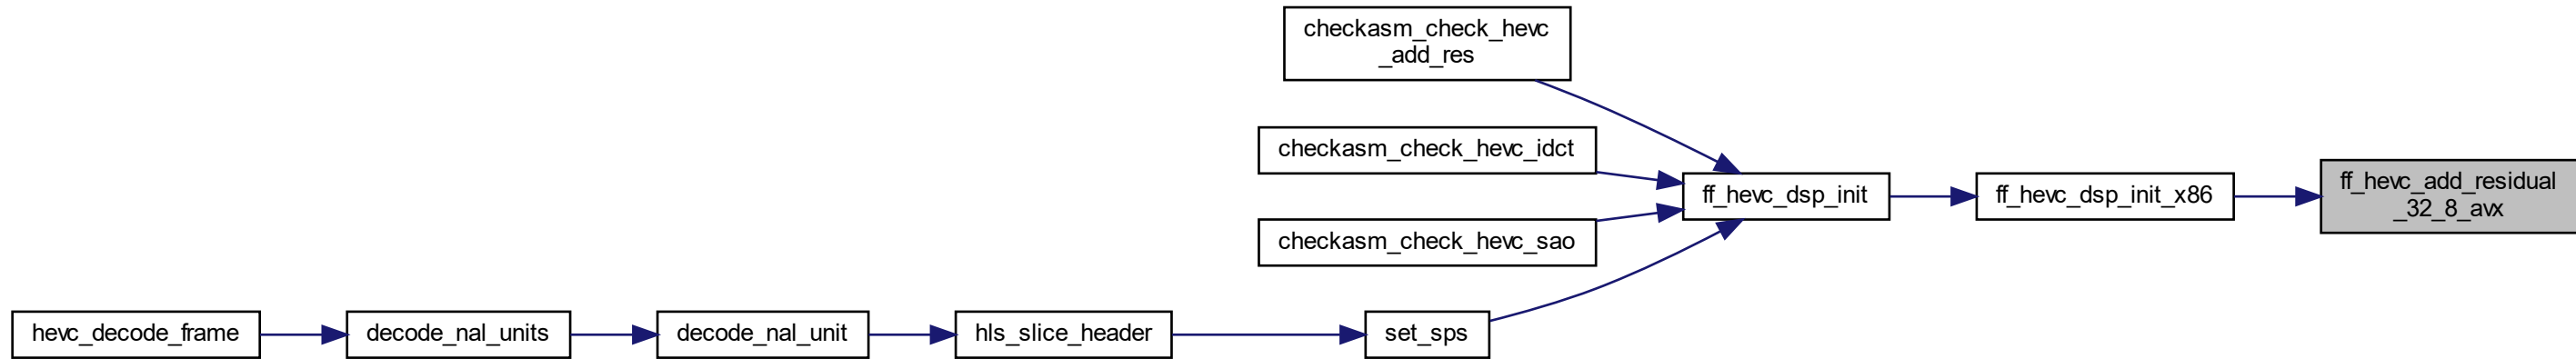 checkasm_check_hevc
_add_res
checkasm_check_hevc_idct
ff_hevc_dsp_init
ff_hevc_dsp_init_x86
ff_hevc_add_residual
_32_8_avx
checkasm_check_hevc_sao
hevc_decode_frame
decode_nal_units
decode_nal_unit
hls_slice_header
set_sps